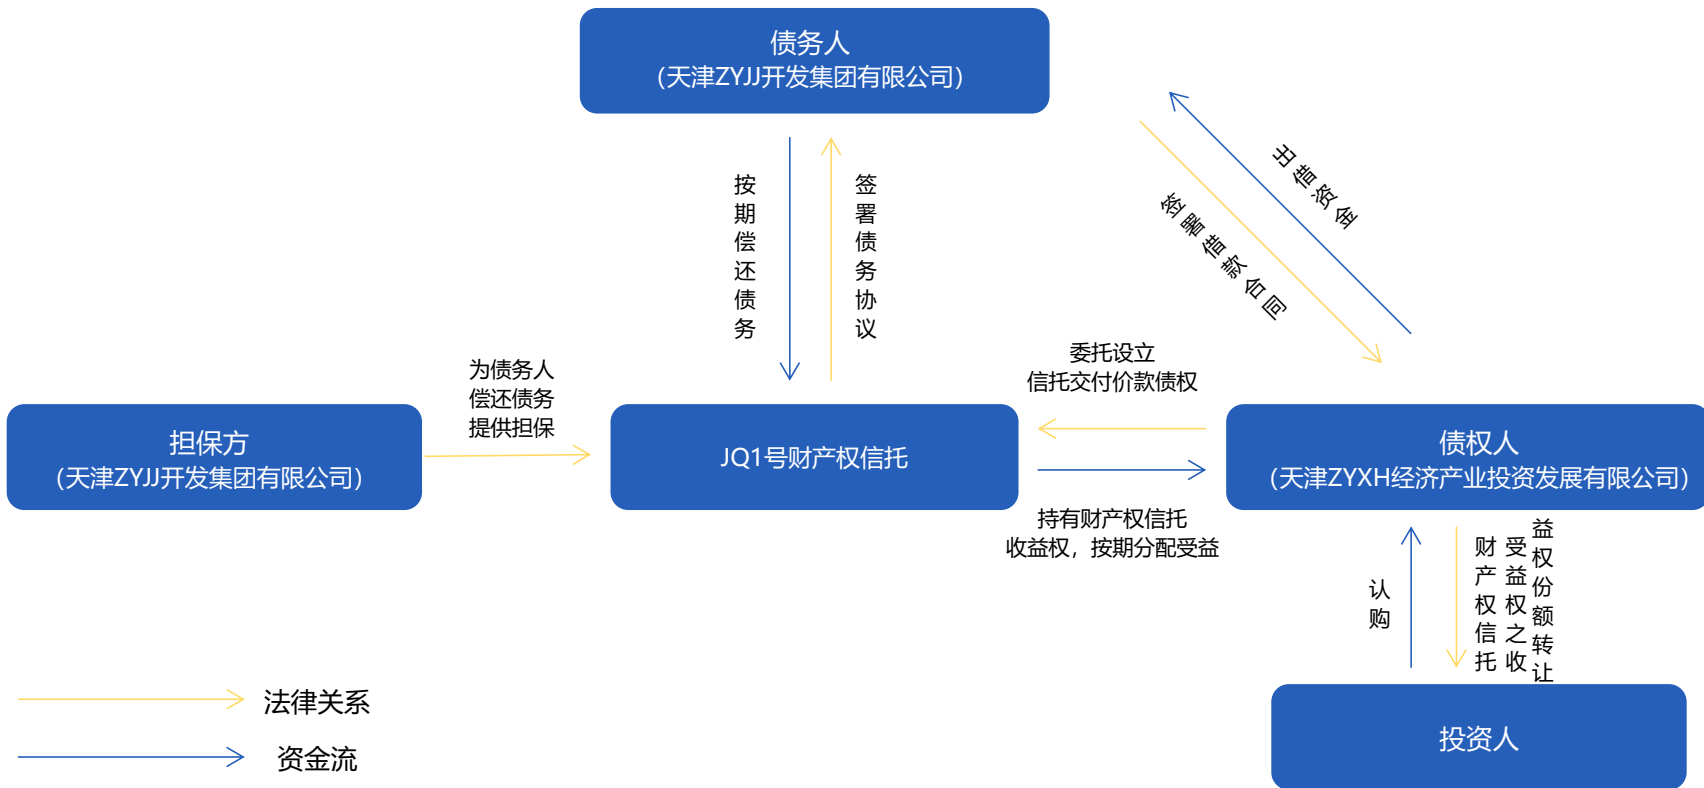 债务人
（天津ZYJJ开发集团有限公司）
按期偿还债务
签署债务协议
出借资金
签署借款合同
为债务人
偿还债务
提供担保
委托设立
信托交付价款债权
担保方
（天津ZYJJ开发集团有限公司）
JQ1号财产权信托
债权人
（天津ZYXH经济产业投资发展有限公司）
持有财产权信托
收益权，按期分配受益
认购
财产权信托
受益权之收
益权份额转让
法律关系
资金流
投资人